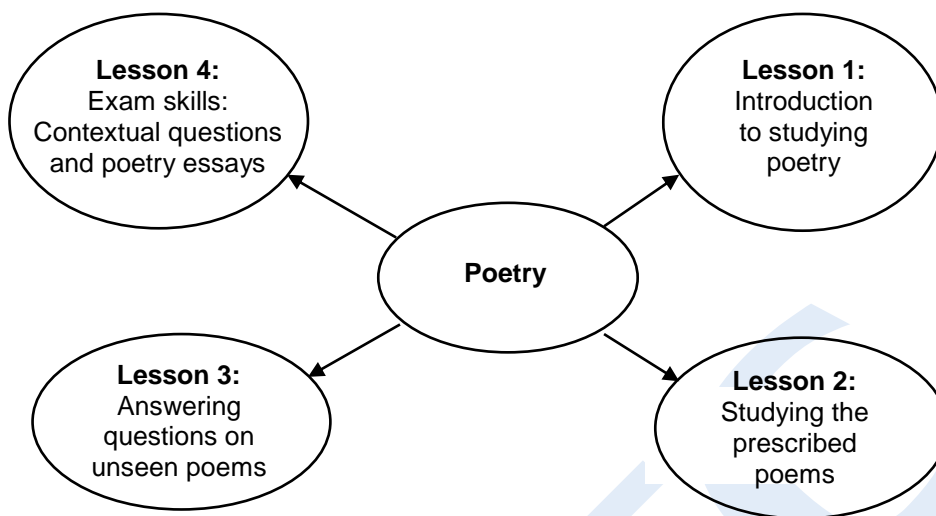 Lesson 4:
Exam skills:
Contextual questions
and poetry essays
Lesson 1:
Introduction
to studying
poetry
Poetry
Lesson 3:
Answering
questions on
unseen poems
Lesson 2:
Studying the
prescribed
poems